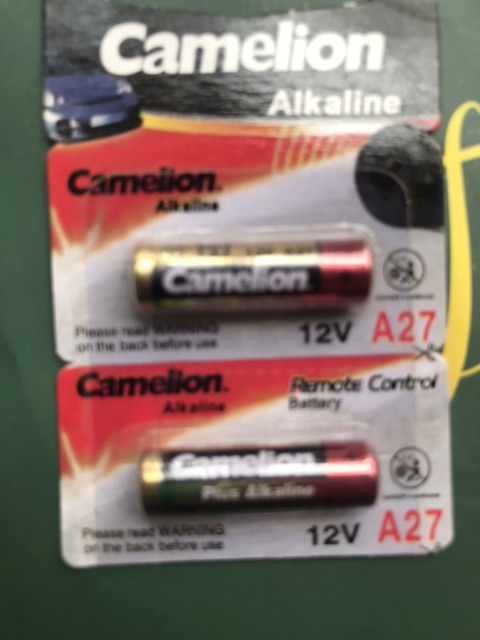 Camelion
Alkaline
Camelion.
Alkaline
Camelion
Please read WARNING
on the back before use
12V A27
Camelion.
Alkaline
Remote Control
Battery
Camelion
Plus Alkaline
Please read WARNING
on the back before use
12V A27